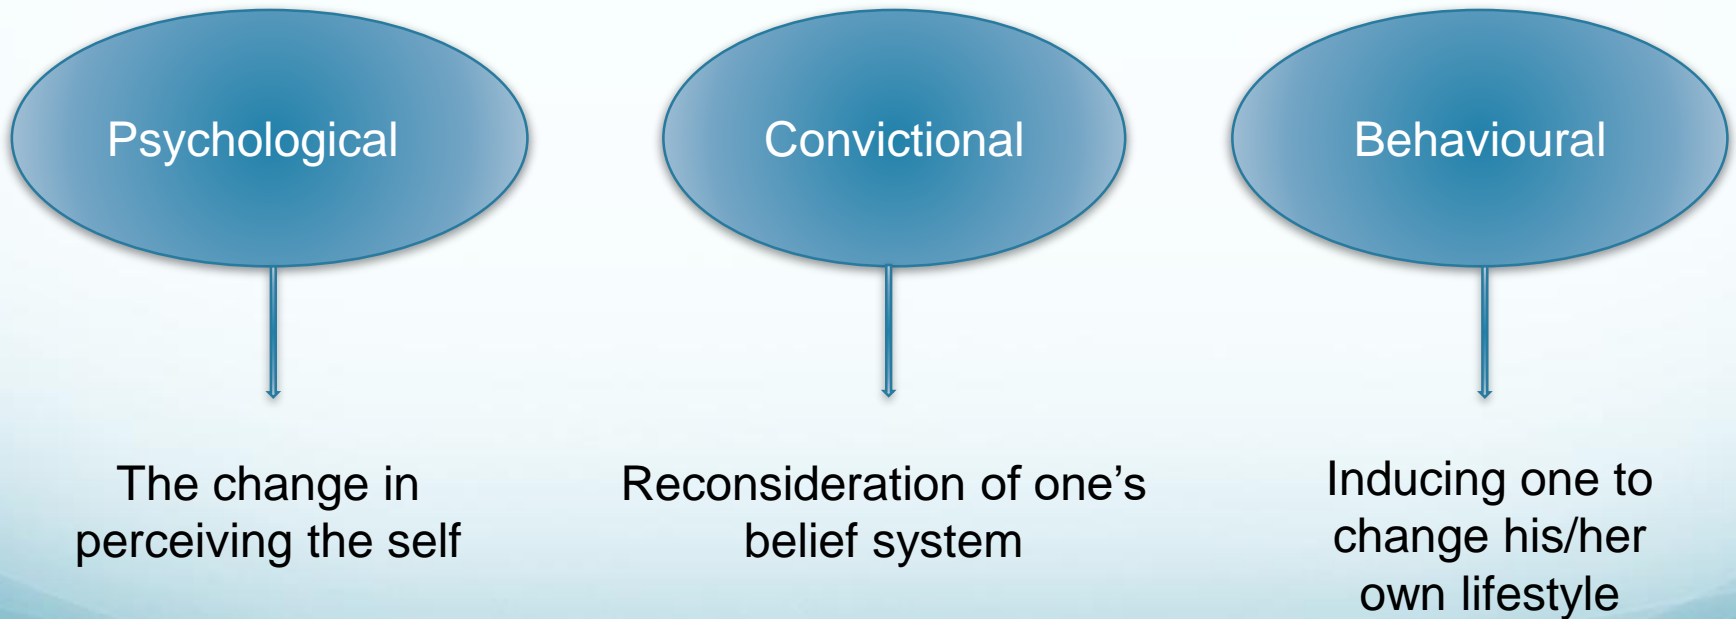 Psychological
Convictional
Behavioural
The change in
perceiving the self
Reconsideration of one’s
belief system
Inducing one to
change his/her
own lifestyle